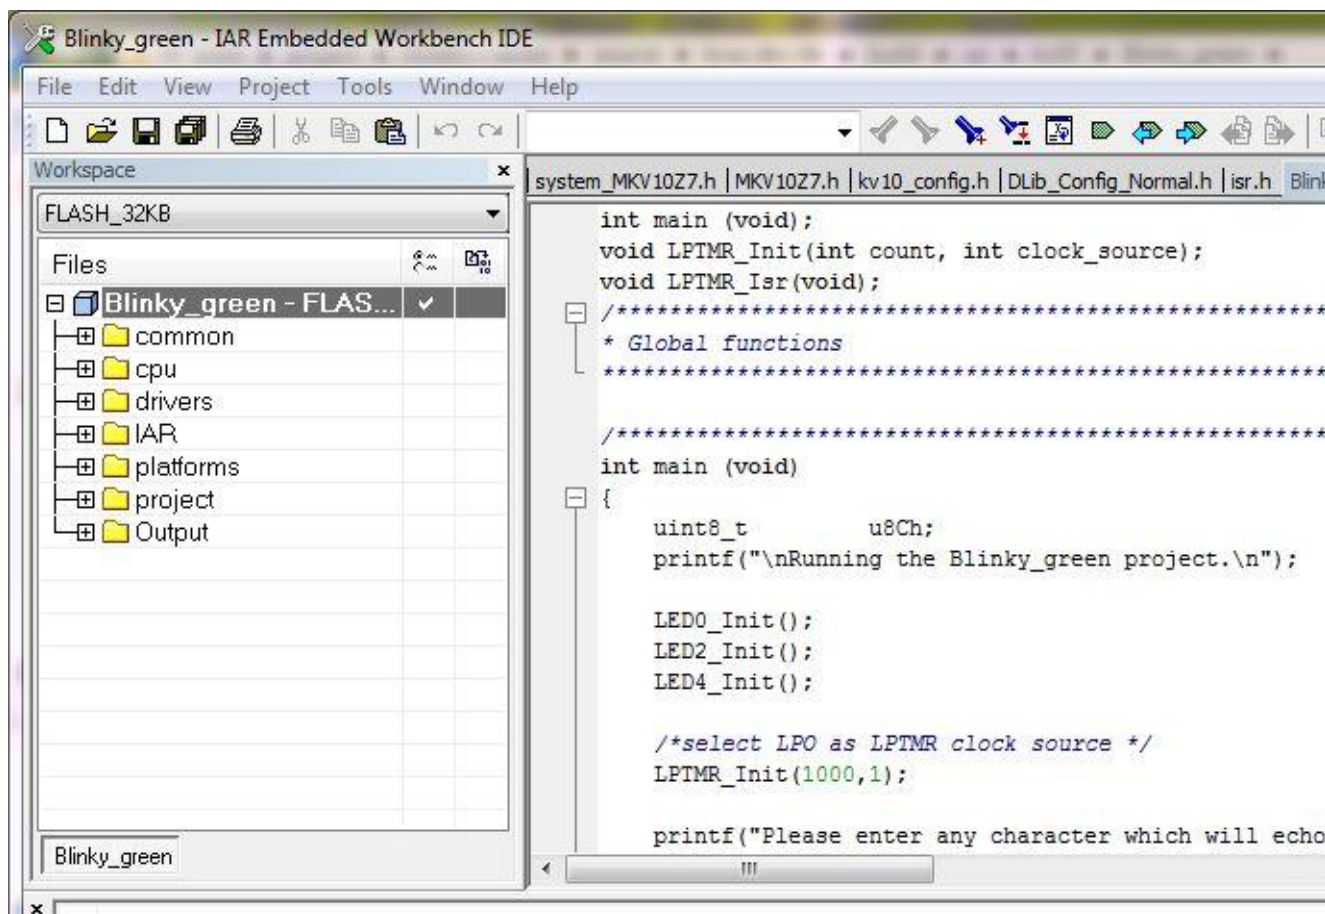 Blinky_green - IAR Embedded Workbench IDE
File Edit View Project Tools Window Help
Workspace
FLASH_32KB
Files
Blinky_green - FLAS...
common
cpu
drivers
IAR
platforms
project
Output
Blinky_green
system_MKV10Z7.h | MKV10Z7.h | kv10_config.h | DLib_Config_Normal.h | isr.h Blin
int main (void);
void LPTMR_Init(int count, int clock_source);
void LPTMR_Isr(void);
/******************************************************
* Global functions
******************************************************
/******************************************************
int main (void)
{
uint8_t u8Ch;
printf("\nRunning the Blinky_green project.\n");
LED0_Init();
LED2_Init();
LED4_Init();
/*select LPO as LPTMR clock source */
LPTMR_Init(1000,1);
printf("Please enter any character which will echo